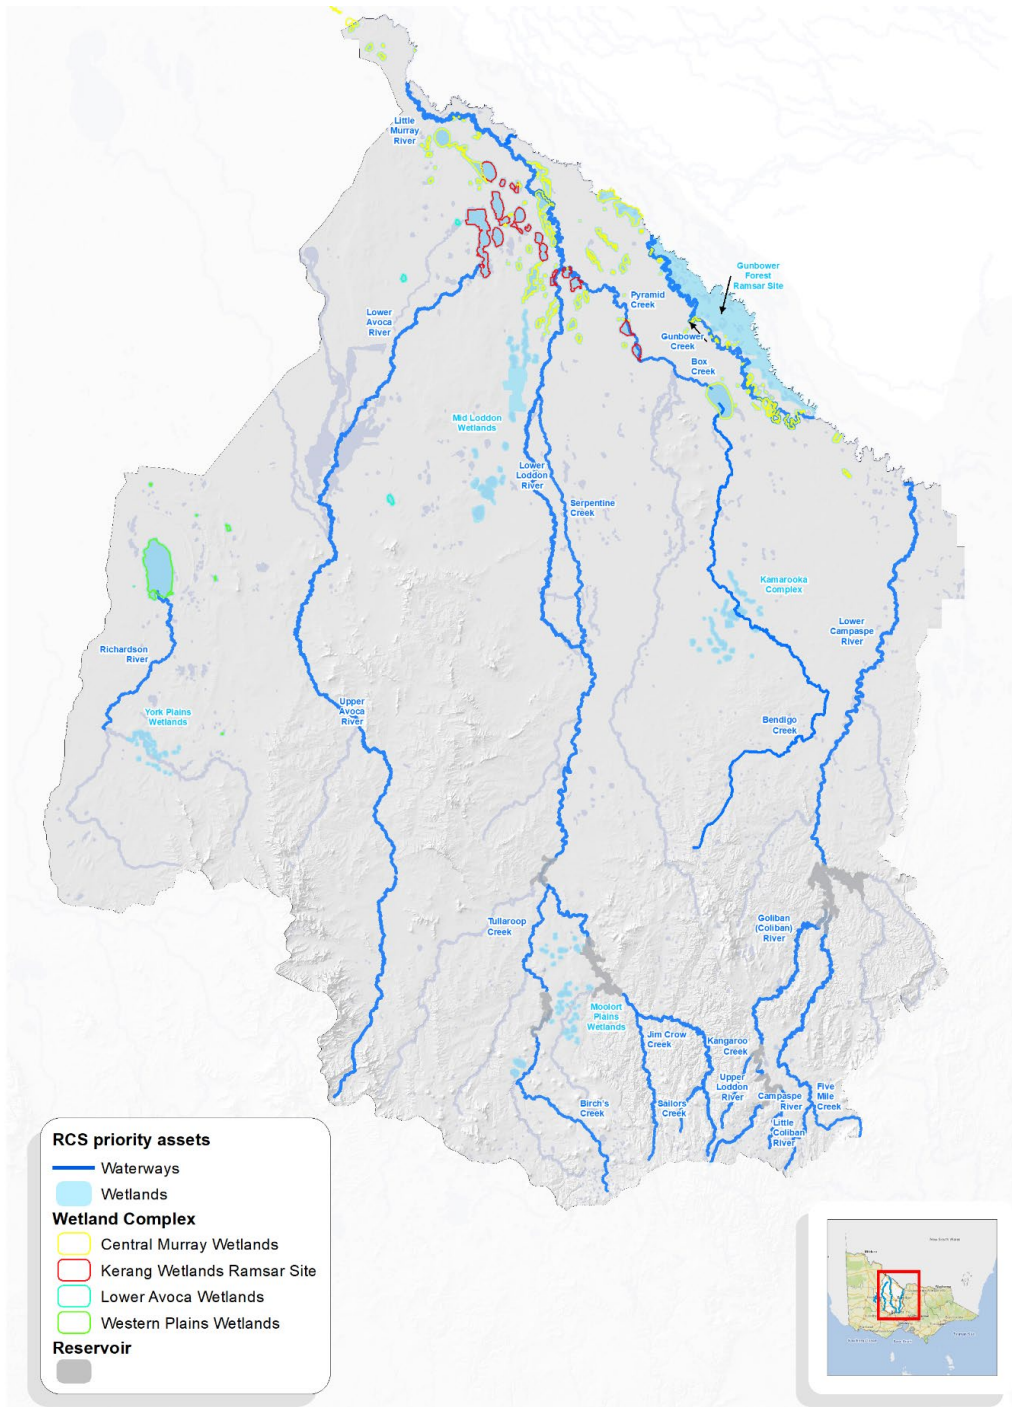 Little
Murray
River
Gunbower
Forest
Ramsar Site
Pyramid
Creek
Lower
Avoca
River
Gunbower
Creek
Box
Creek
Mid Loddon
Wetlands
Lower
Loddon
River
Serpentine
Creek
Kamarooka
Complex
Lower
Campaspe
River
Richardson
River
York Plains
Wetlands
Upper
Avoca
River
Bendigo
Creek
Tullaroop
Creek
Goliban
(Coliban)
River
Moolort
Plains
Wetlands
Jim Crow
Creek
Kangaroo
Creek
Upper
Loddon
River
Campaspe
River
Five
Mile
Creek
Birch's
Creek
Sailors
Creek
Little
Coliban
River
RCS priority assets
Waterways
Wetlands
Wetland Complex
Central Murray Wetlands
Kerang Wetlands Ramsar Site
Lower Avoca Wetlands
Western Plains Wetlands
Reservoir